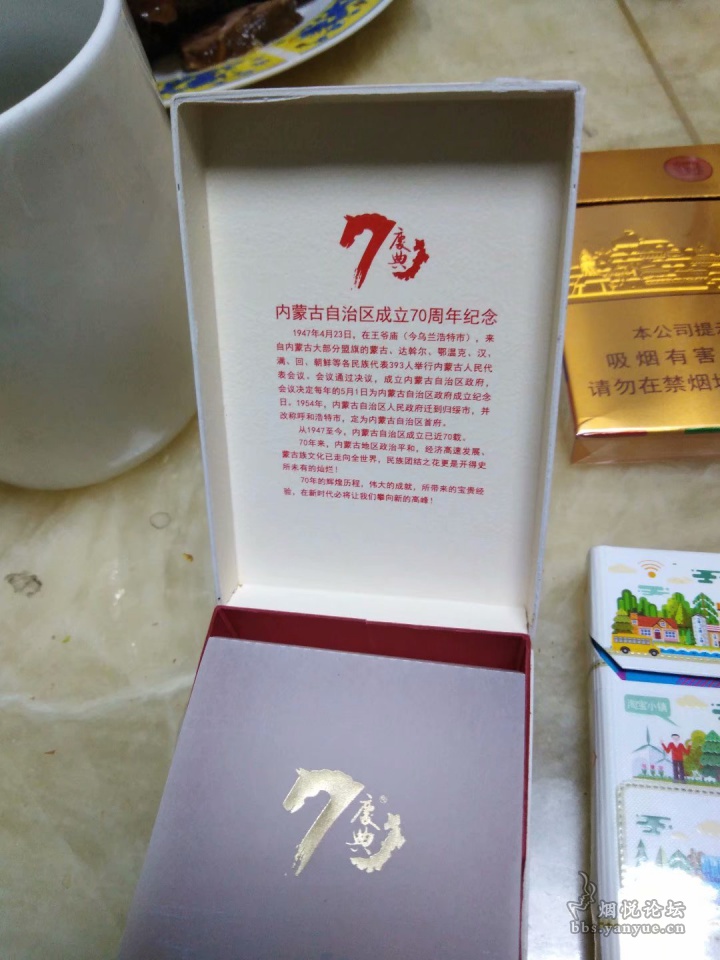 庆典
内蒙古自治区成立70周年纪念
1947年4月23日，在王爷庙（今乌兰浩特市），来
自内蒙古大部分盟旗的蒙古、达斡尔、鄂温克、汉、
满、回、朝鲜等各民族代表393人举行内蒙古人民代
表会议。会议通过决议，成立内蒙古自治区政府，
会议决定每年的5月1日为内蒙古自治区政府成立纪念
日。1954年，内蒙古自治区人民政府迁到归绥市，并
改称呼和浩特市，定为内蒙古自治区首府。
从1947至今，内蒙古自治区成立已近70载。
70年来，内蒙古地区政治平和，经济高速发展、
蒙古族文化已走向全世界，民族团结之花更是开得史
所未有的灿烂！
70年的辉煌历程，伟大的成就，所带来的宝贵经
验，在新时代必将让我们攀向新的高峰！
本公司提示
吸烟有害
请勿在禁烟场
淘宝小镇
70
慶典
®
烟悦论坛
bbs.yanyue.cn